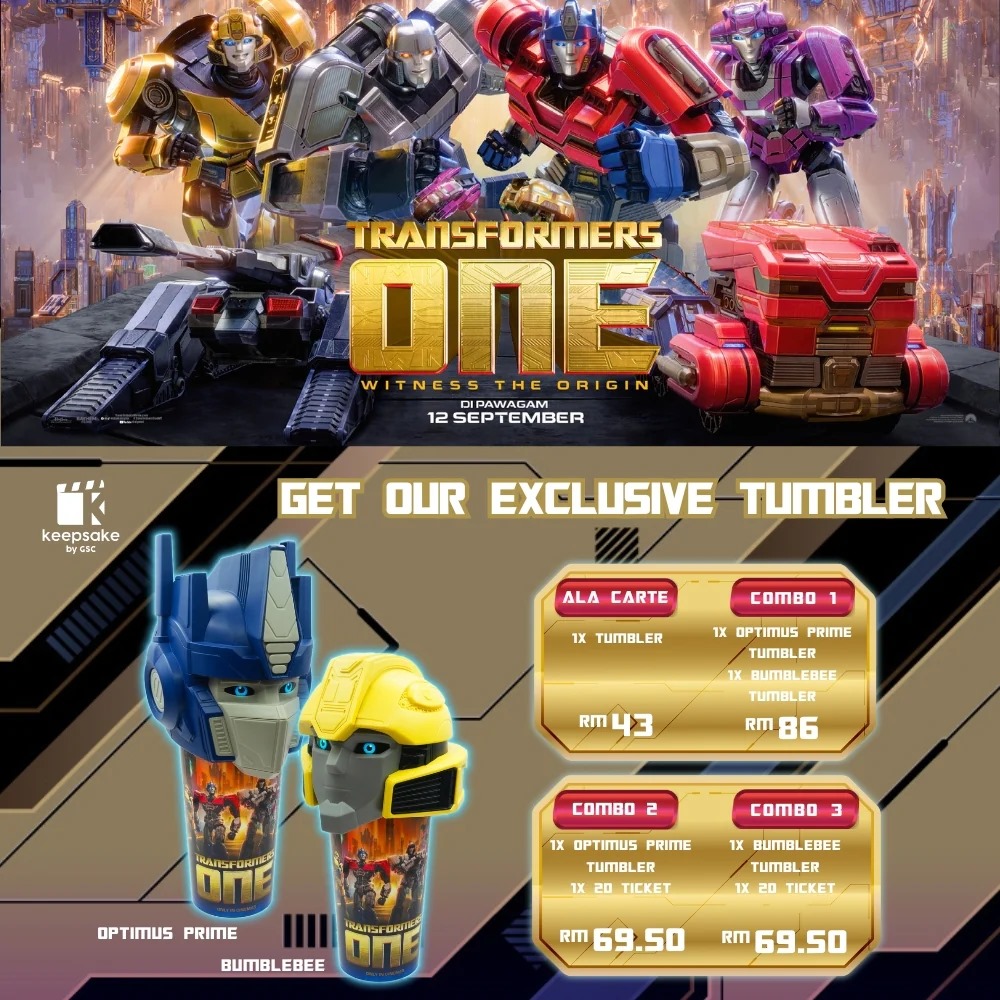 TRANSFORMERS
ONE
WITNESS THE ORIGIN
DI PAWAGAM
12 SEPTEMBER
keepsake
by GSC
GET OUR EXCLUSIVE TUMBLER
ALA CARTE
1X TUMBLER
RM 43
COMBO 1
1X OPTIMUS PRIME
TUMBLER
1X BUMBLEBEE
TUMBLER
RM 86
COMBO 2
1X OPTIMUS PRIME
TUMBLER
1X 2D TICKET
RM 69.50
COMBO 3
1X BUMBLEBEE
TUMBLER
1X 2D TICKET
RM 69.50
TRANSFORMERS
ONE
TRANSFORMERS
ONE
OPTIMUS PRIME
BUMBLEBEE